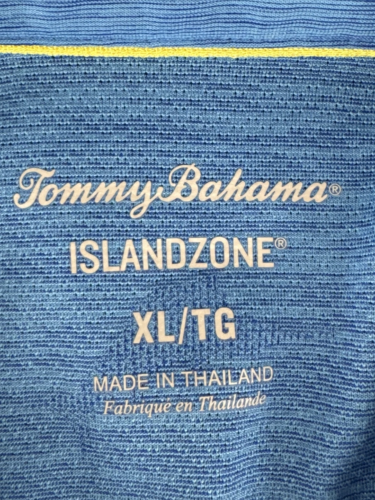 Tommy Bahama®
ISLANDZONE®
XL/TG
MADE IN THAILAND
Fabriqué en Thaïlande